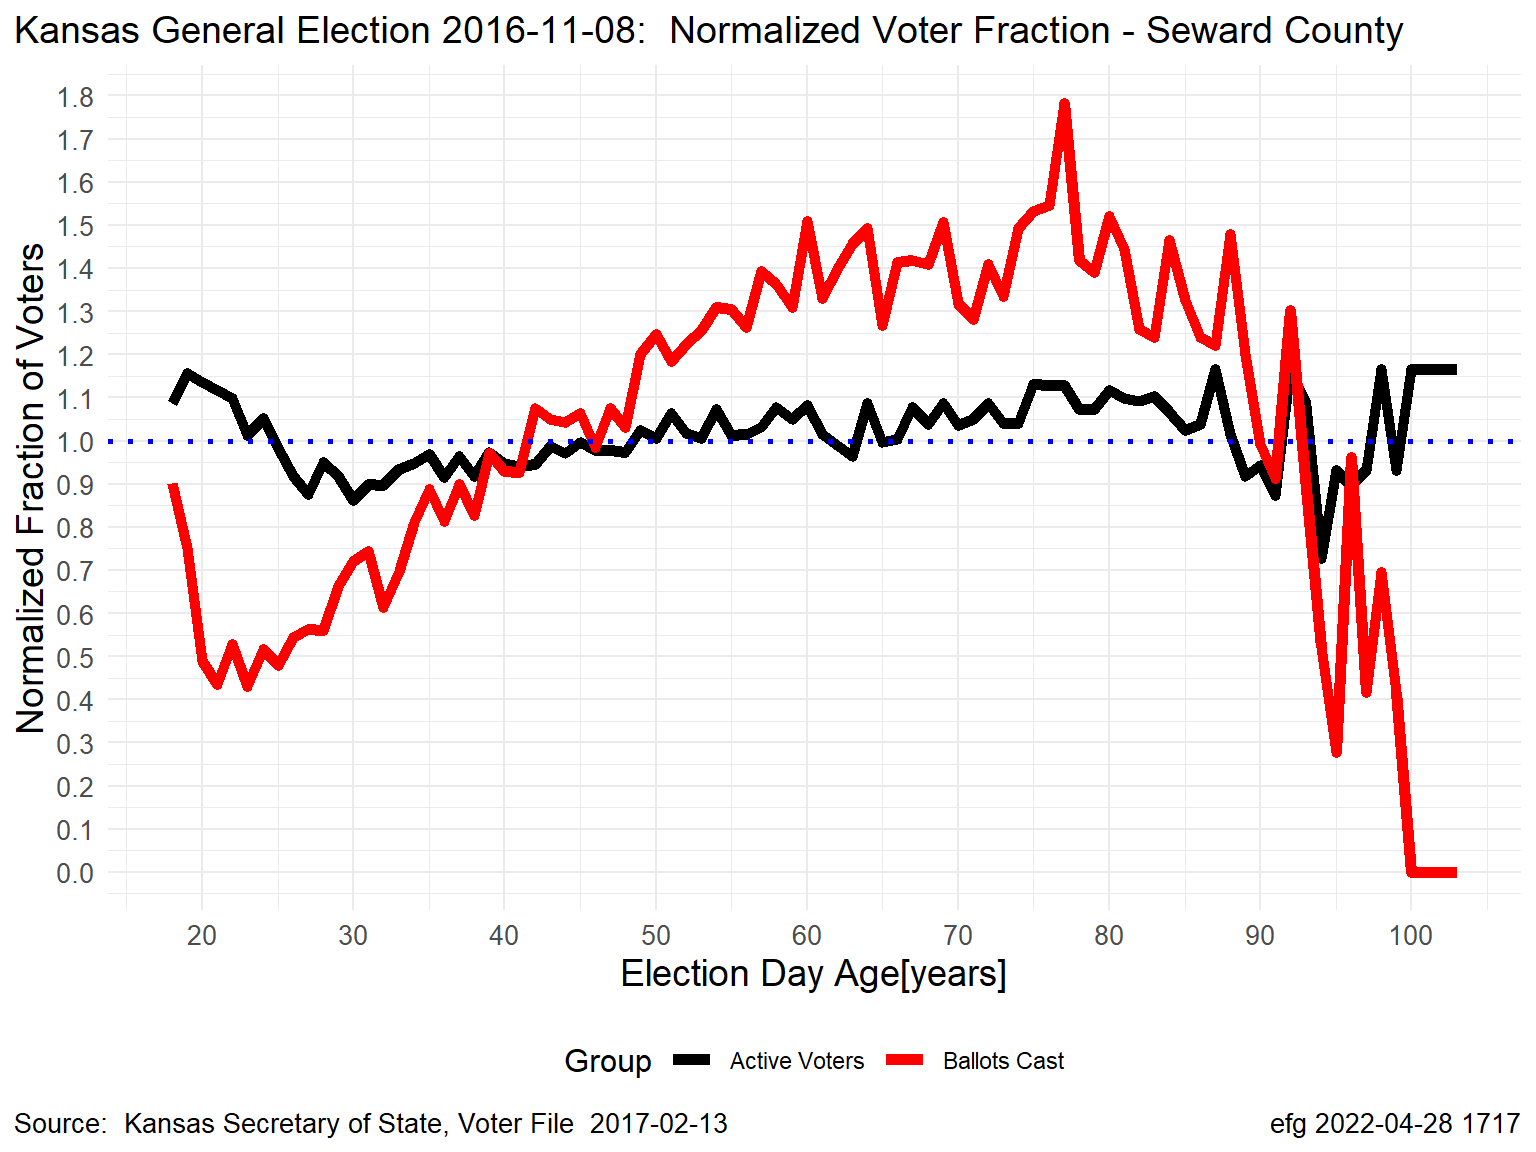 Kansas General Election 2016-11-08:  Normalized Voter Fraction - Seward County
Normalized Fraction of Voters
1.8
1.7
1.6
1.5
1.4
1.3
1.2
1.1
1.0
0.9
0.8
0.7
0.6
0.5
0.4
0.3
0.2
0.1
0.0
20 30 40 50 60 70 80 90 100
Election Day Age[years]
Group Active Voters Ballots Cast
Source:  Kansas Secretary of State, Voter File  2017-02-13
efg 2022-04-28 1717